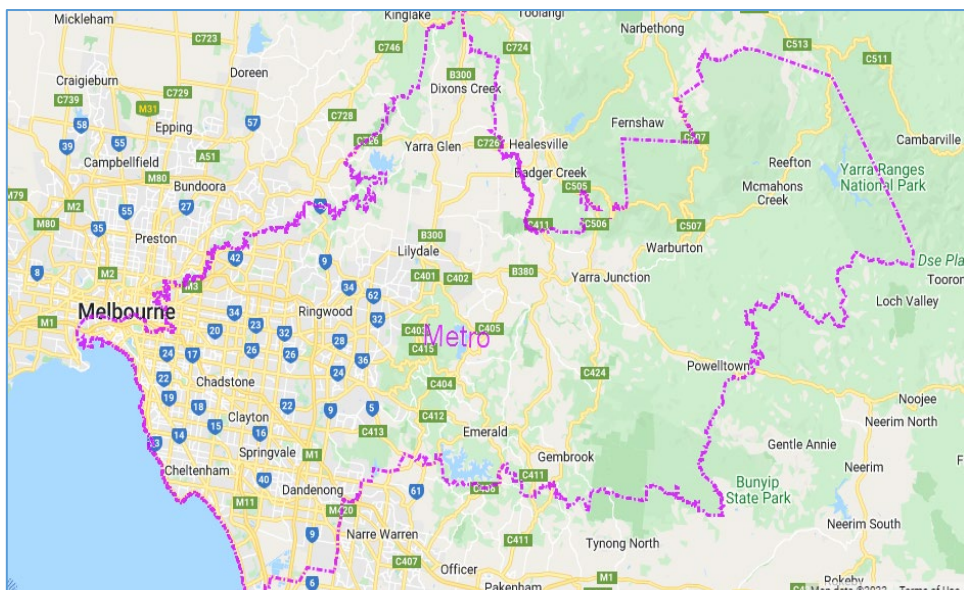 Kinglake
Toolangi
Mickleham
C723
C746
C724
Narbethong
C513
C511
Doreen
B300
Craigieburn
C729
Dixons Creek
C739
M31
C728
58
Epping
57
Fernshaw
55
C726
C726
Healesville
Cambarville
39
A51
Yarra Glen
C507
Campbellfield
Reefton
M80
Badger Creek
Yarra Ranges
National Park
Bundoora
C505
Mcmahons
Creek
M79
M2
27
55
M80
35
C411
C506
Preston
B300
C507
42
Lilydale
Warburton
8
M2
9
C401
C402
B380
Yarra Junction
M3
34
62
Loch Valley
Melbourne
34
Ringwood
32
M1
20
23
32
C405
Metro
28
C415
24
17
26
26
36
Powelltown
24
C424
22
Chadstone
C404
19
Noojee
18
22
9
5
C412
Clayton
Neerim North
15
16
C413
Emerald
14
Gentle Annie
Springvale
M1
Gembrook
Cheltenham
Neerim
40
C411
Bunyip
State Park
M11
Dandenong
61
M420
Neerim South
9
Narre Warren
C411
Tynong North
C407
Officer
6
Pakenham
M1
Rokeby